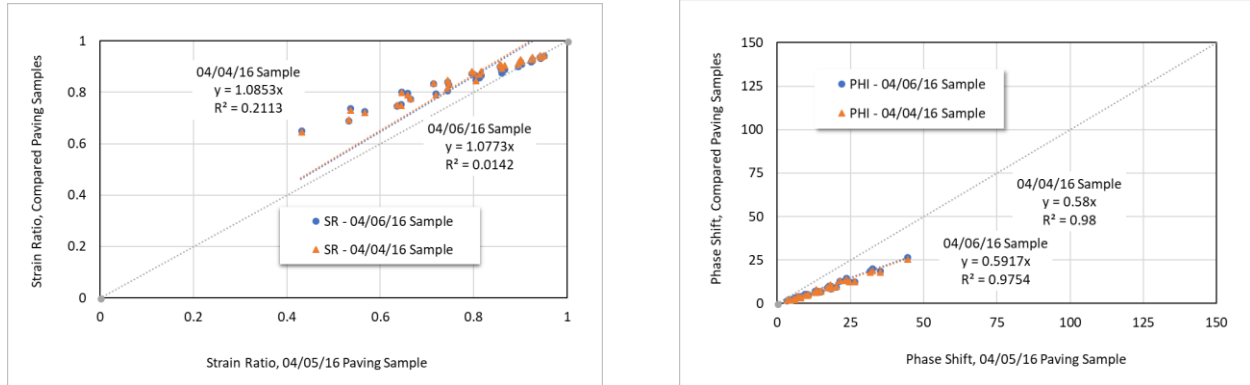 Strain Ratio, Compared Paving Samples
1
0.8
0.6
0.4
0.2
0
04/04/16 Sample
y = 1.0853x
R² = 0.2113
04/06/16 Sample
y = 1.0773x
R² = 0.0142
SR - 04/06/16 Sample
SR - 04/04/16 Sample
0 0.2 0.4 0.6 0.8 1
Strain Ratio, 04/05/16 Paving Sample
Phase Shift, Compared Paving Samples
150
125
100
75
50
25
0
PHI - 04/06/16 Sample
PHI - 04/04/16 Sample
04/04/16 Sample
y = 0.58x
R² = 0.98
04/06/16 Sample
y = 0.5917x
R² = 0.9754
0 25 50 75 100 125 150
Phase Shift, 04/05/16 Paving Sample